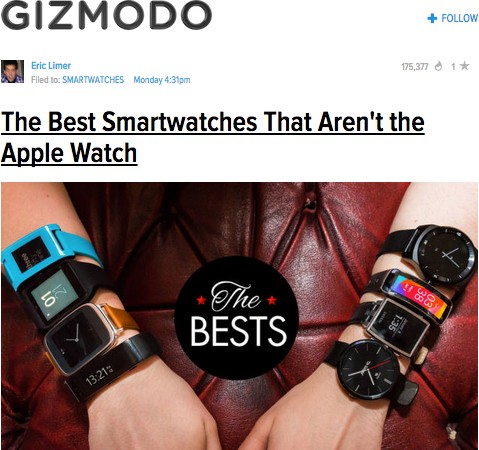 GIZMODO
+ FOLLOW
Eric Limer
175,377 1
Filed to: SMARTWATCHES Monday 4:31pm
The Best Smartwatches That Aren't the
Apple Watch
The
BESTS
13:21